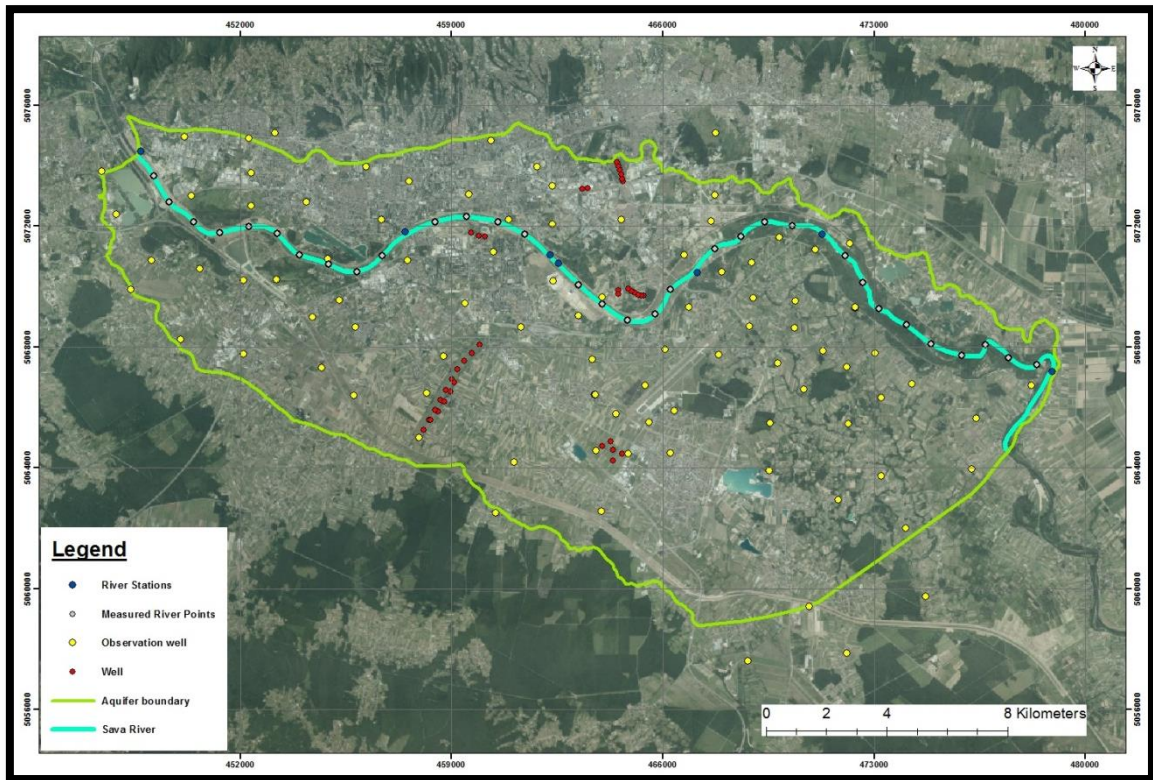 452000 459000 466000 473000 480000
N
W E
S
5076000 5076000
5072000 5072000
5068000 5068000
5064000 5064000
5060000 5060000
5056000 5056000
Legend
River Stations
Measured River Points
Observation well
Well
Aquifer boundary
Sava River
0 2 4 8 Kilometers
452000 459000 466000 473000 480000